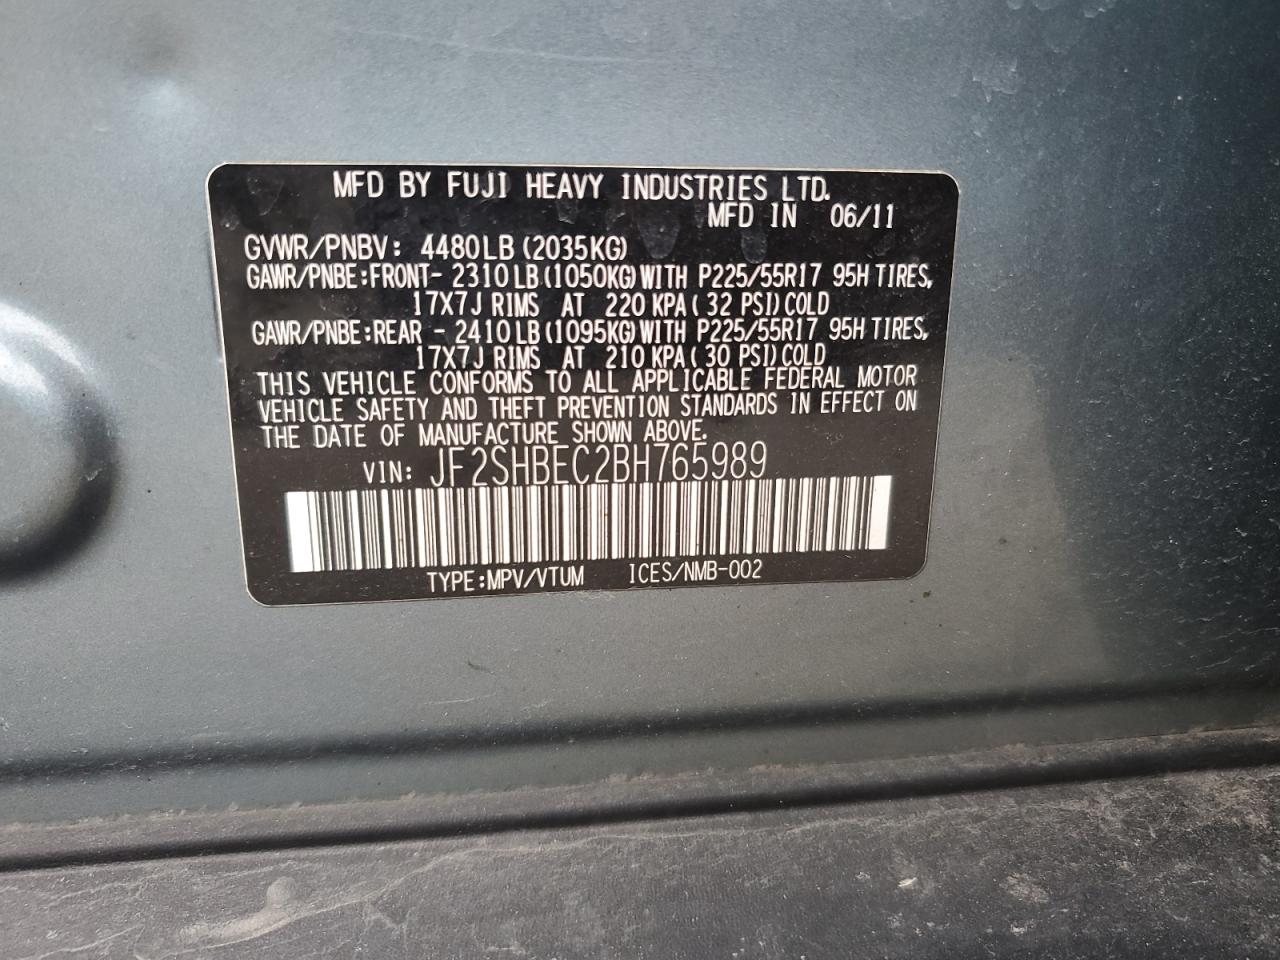 MFD BY FUJI HEAVY INDUSTRIES LTD.
MFD IN 06/11
GVWR/PNBV: 4480LB (2035KG)
GAWR/PNBE:FRONT- 2310LB(1050KG)WITH P225/55R17 95H TIRES,
17X7J RIMS AT 220 KPA( 32 PSI)COLD
GAWR/PNBE:REAR - 2410LB(1095KG)WITH P225/55R17 95H TIRES,
17X7J RIMS AT 210 KPA( 30 PSI)COLD
THIS VEHICLE CONFORMS TO ALL APPLICABLE FEDERAL MOTOR
VEHICLE SAFETY AND THEFT PREVENTION STANDARDS IN EFFECT ON
THE DATE OF MANUFACTURE SHOWN ABOVE.
VIN: JF2SHBEC2BH765989
TYPE:MPV/VTUM ICES/NMB-002